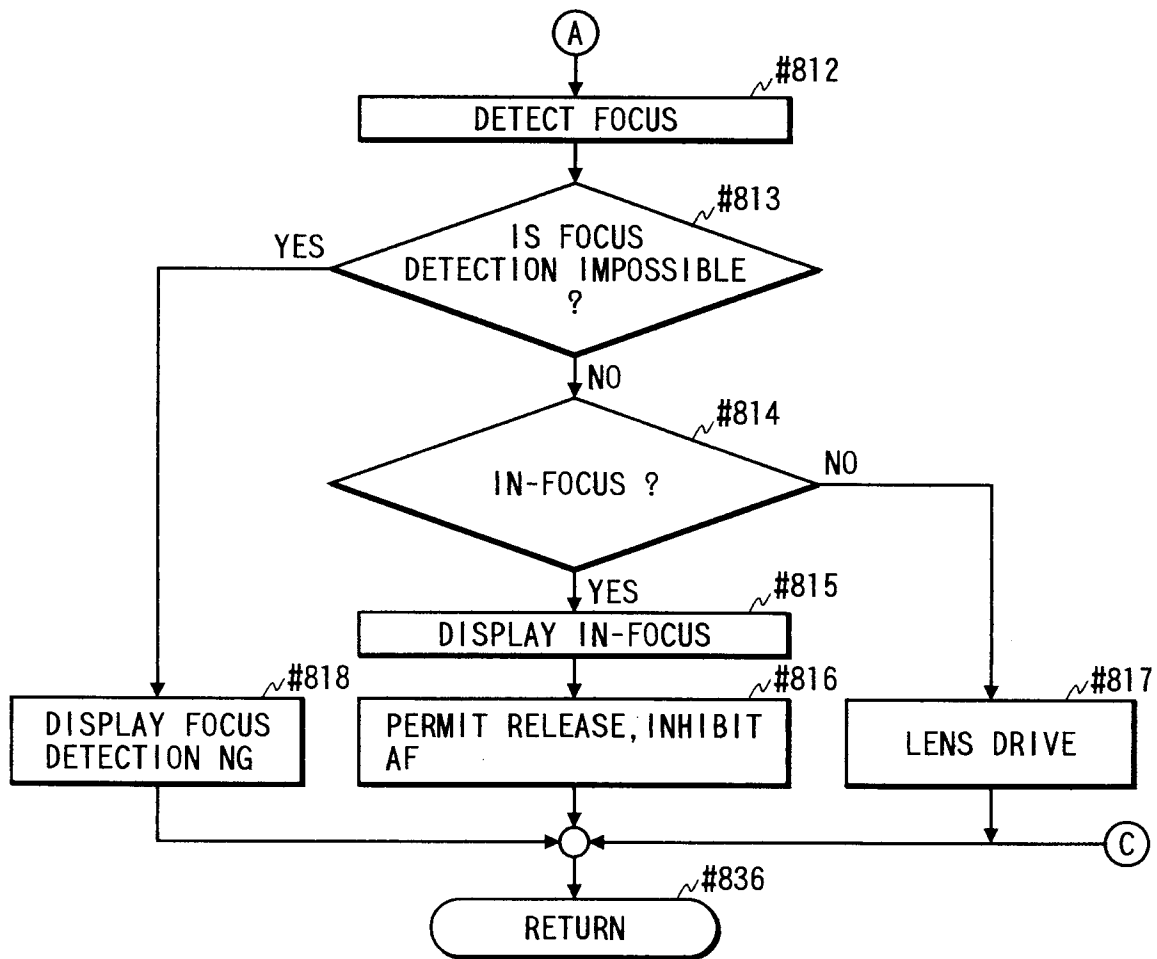 A
#812
DETECT FOCUS
#813
YES
IS FOCUS
DETECTION IMPOSSIBLE
?
NO
#814
IN-FOCUS ?
NO
YES
#815
DISPLAY IN-FOCUS
#818
DISPLAY FOCUS
DETECTION NG
#816
PERMIT RELEASE, INHIBIT
AF
#817
LENS DRIVE
C
#836
RETURN